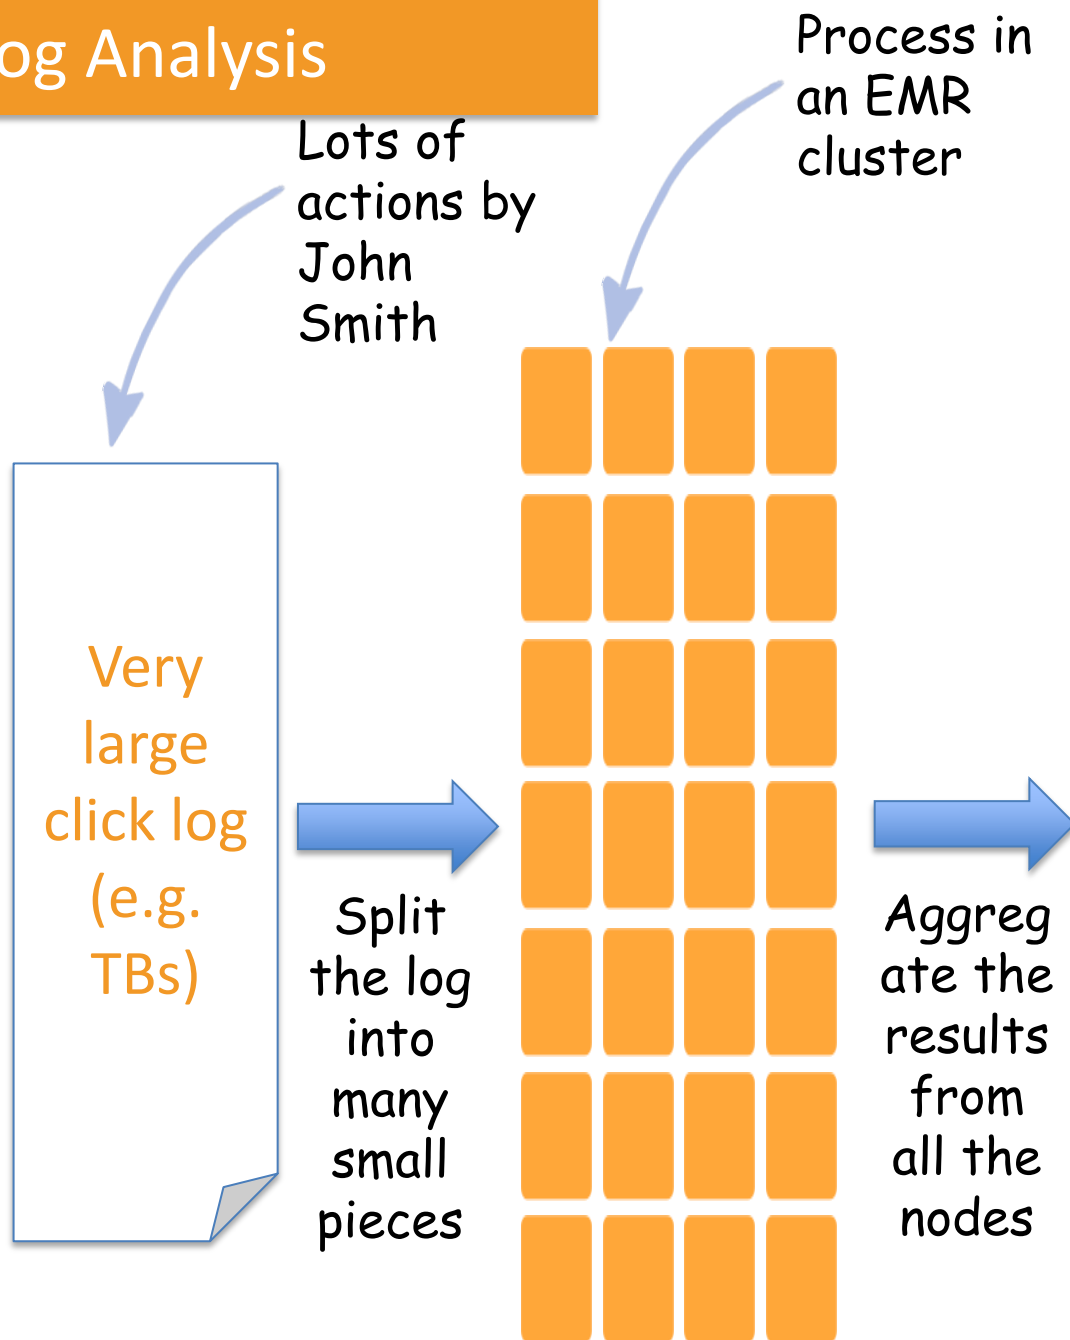 og Analysis
Process in
an EMR
cluster
Lots of
actions by
John
Smith
Very
large
click log
(e.g.
TBs)
Split
the log
into
many
small
pieces
Aggreg
ate the
results
from
all the
nodes